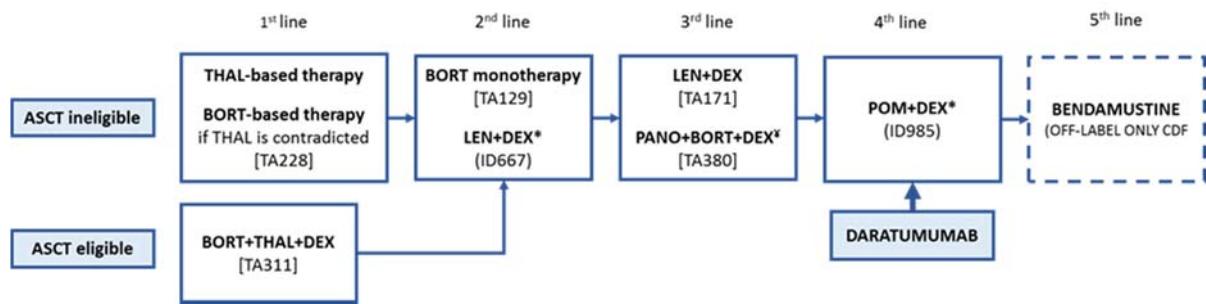 1st line
2nd line
3rd line
4th line
5th line
ASCT ineligible
THAL-based therapy
BORT-based therapy
if THAL is contradicted
[TA228]
BORT monotherapy
[TA129]
LEN+DEX*
(ID667)
LEN+DEX
[TA171]
PANO+BORT+DEX¥
[TA380]
POM+DEX*
(ID985)
BENDAMUSTINE
(OFF-LABEL ONLY CDF
ASCT eligible
BORT+THAL+DEX
[TA311]
DARATUMUMAB